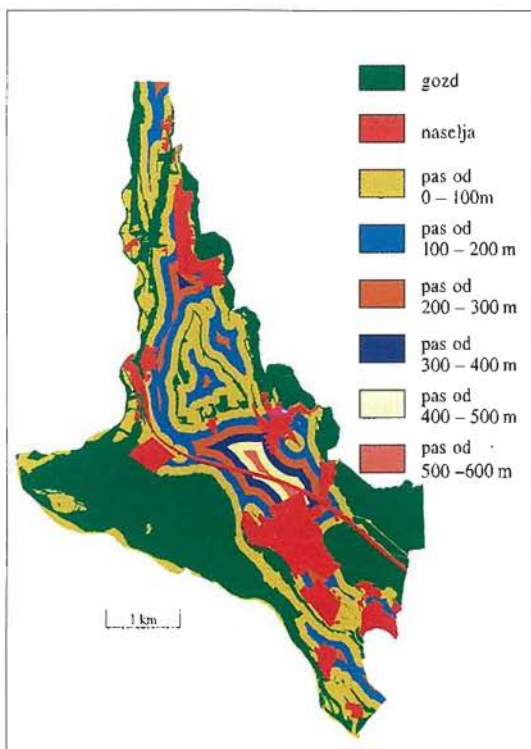 gozd
naselja
pas od
0 – 100m
pas od
100 – 200 m
pas od
200 – 300 m
pas od
300 – 400 m
pas od
400 – 500 m
pas od
500 –600 m
1 km